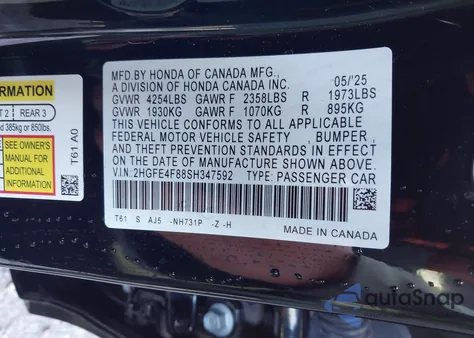 MFD.BY HONDA OF CANADA MFG.,
A DIVISION OF HONDA CANADA INC. 05/'25
GVWR 4254LBS GAWR F 2358LBS R 1973LBS
GVWR 1930KG GAWR F 1070KG R 895KG
THIS VEHICLE CONFORMS TO ALL APPLICABLE
FEDERAL MOTOR VEHICLE SAFETY , BUMPER ,
AND THEFT PREVENTION STANDARDS IN EFFECT
ON THE DATE OF MANUFACTURE SHOWN ABOVE.
V.I.N:2HGFE4F88SH347592 TYPE:PASSENGER CAR
T61 S AJ5 -NH731P -Z -H
MADE IN CANADA
FORMATION
T 2 REAR 3
d 385kg or 850lbs.
SEE OWNER'S
MANUAL FOR
ADDITIONAL
INFORMATION
T61 A0
autoSnap